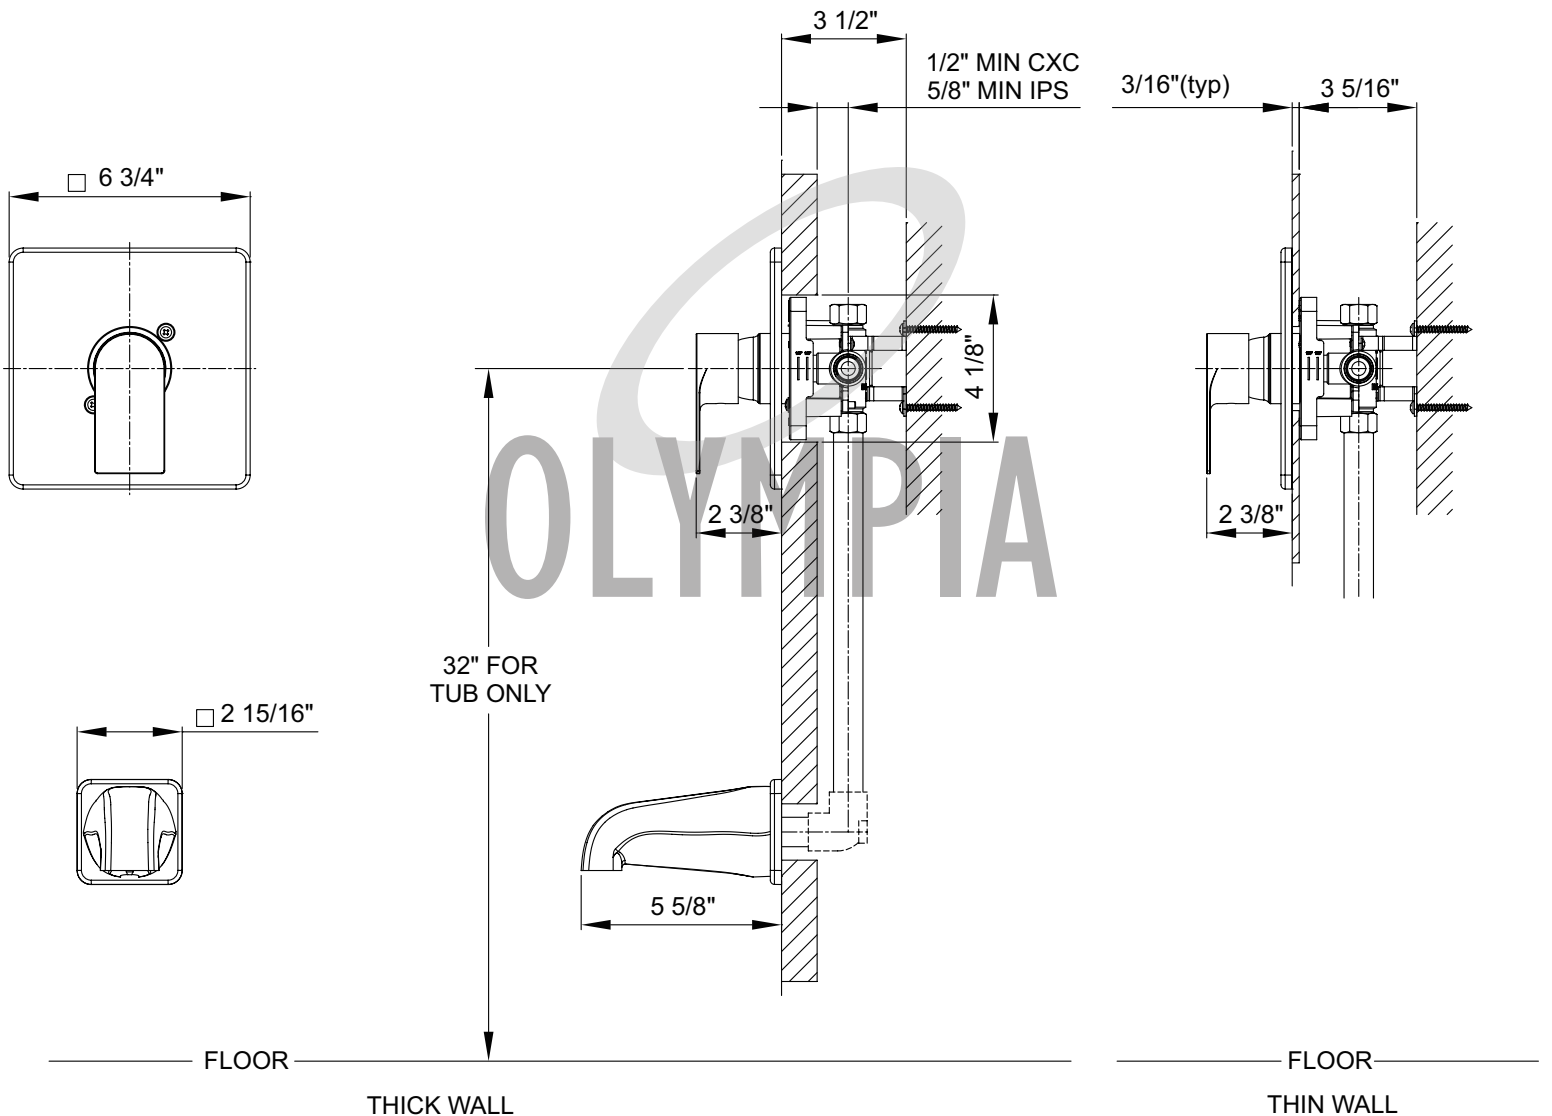 3 1/2"
1/2" MIN CXC
5/8" MIN IPS
3/16"(typ)
3 5/16"
□ 6 3/4"
4 1/8"
OLYMPIA
2 3/8"
2 3/8"
32" FOR
TUB ONLY
□ 2 15/16"
5 5/8"
FLOOR
FLOOR
THICK WALL
THIN WALL